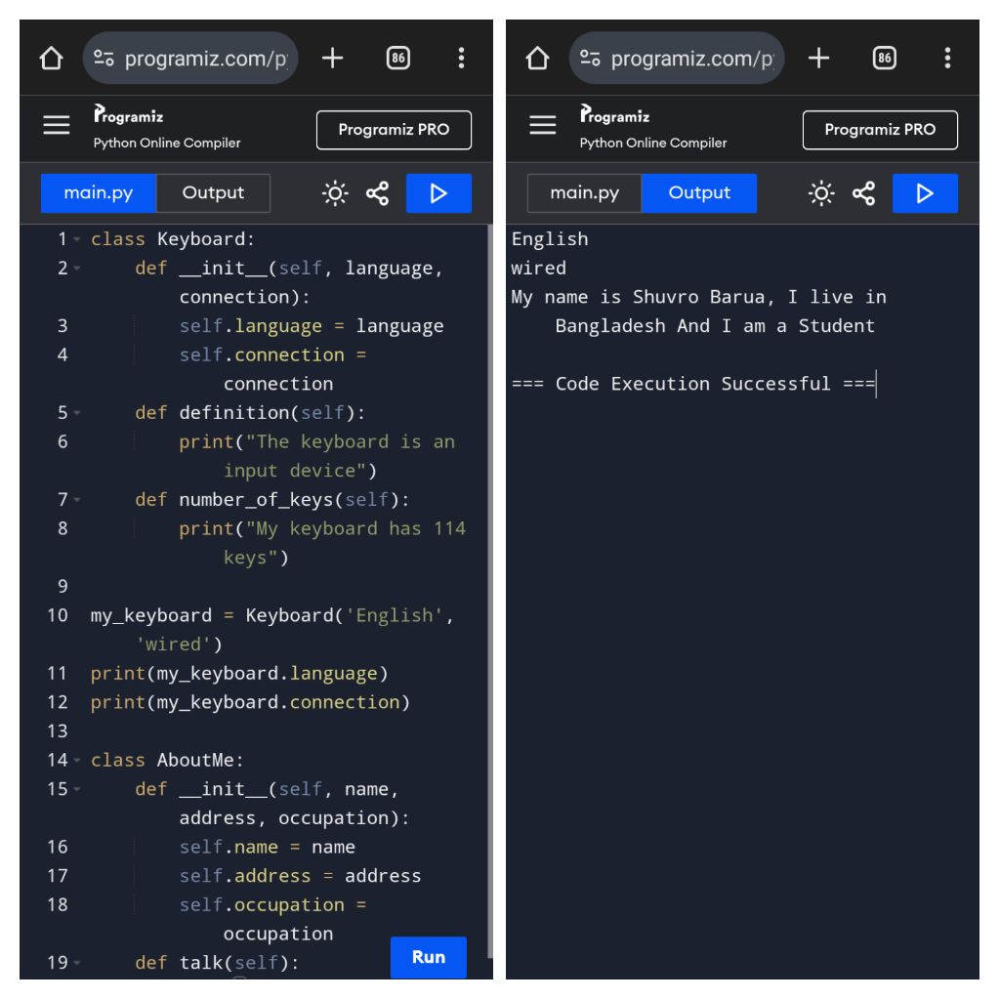 programiz.com/p
86
Programiz
Python Online Compiler
Programiz PRO
main.py
Output
1 class Keyboard:
2 def __init__(self, language,
connection):
3 self.language = language
4 self.connection =
connection
5 def definition(self):
6 print("The keyboard is an
input device")
7 def number_of_keys(self):
8 print("My keyboard has 114
keys")
9
10 my_keyboard = Keyboard('English',
'wired')
11 print(my_keyboard.language)
12 print(my_keyboard.connection)
13
14 class AboutMe:
15 def __init__(self, name,
address, occupation):
16 self.name = name
17 self.address = address
18 self.occupation =
occupation
19 def talk(self):
Run
programiz.com/p
86
Programiz
Python Online Compiler
Programiz PRO
main.py
Output
English
wired
My name is Shuvro Barua, I live in
Bangladesh And I am a Student
=== Code Execution Successful ===